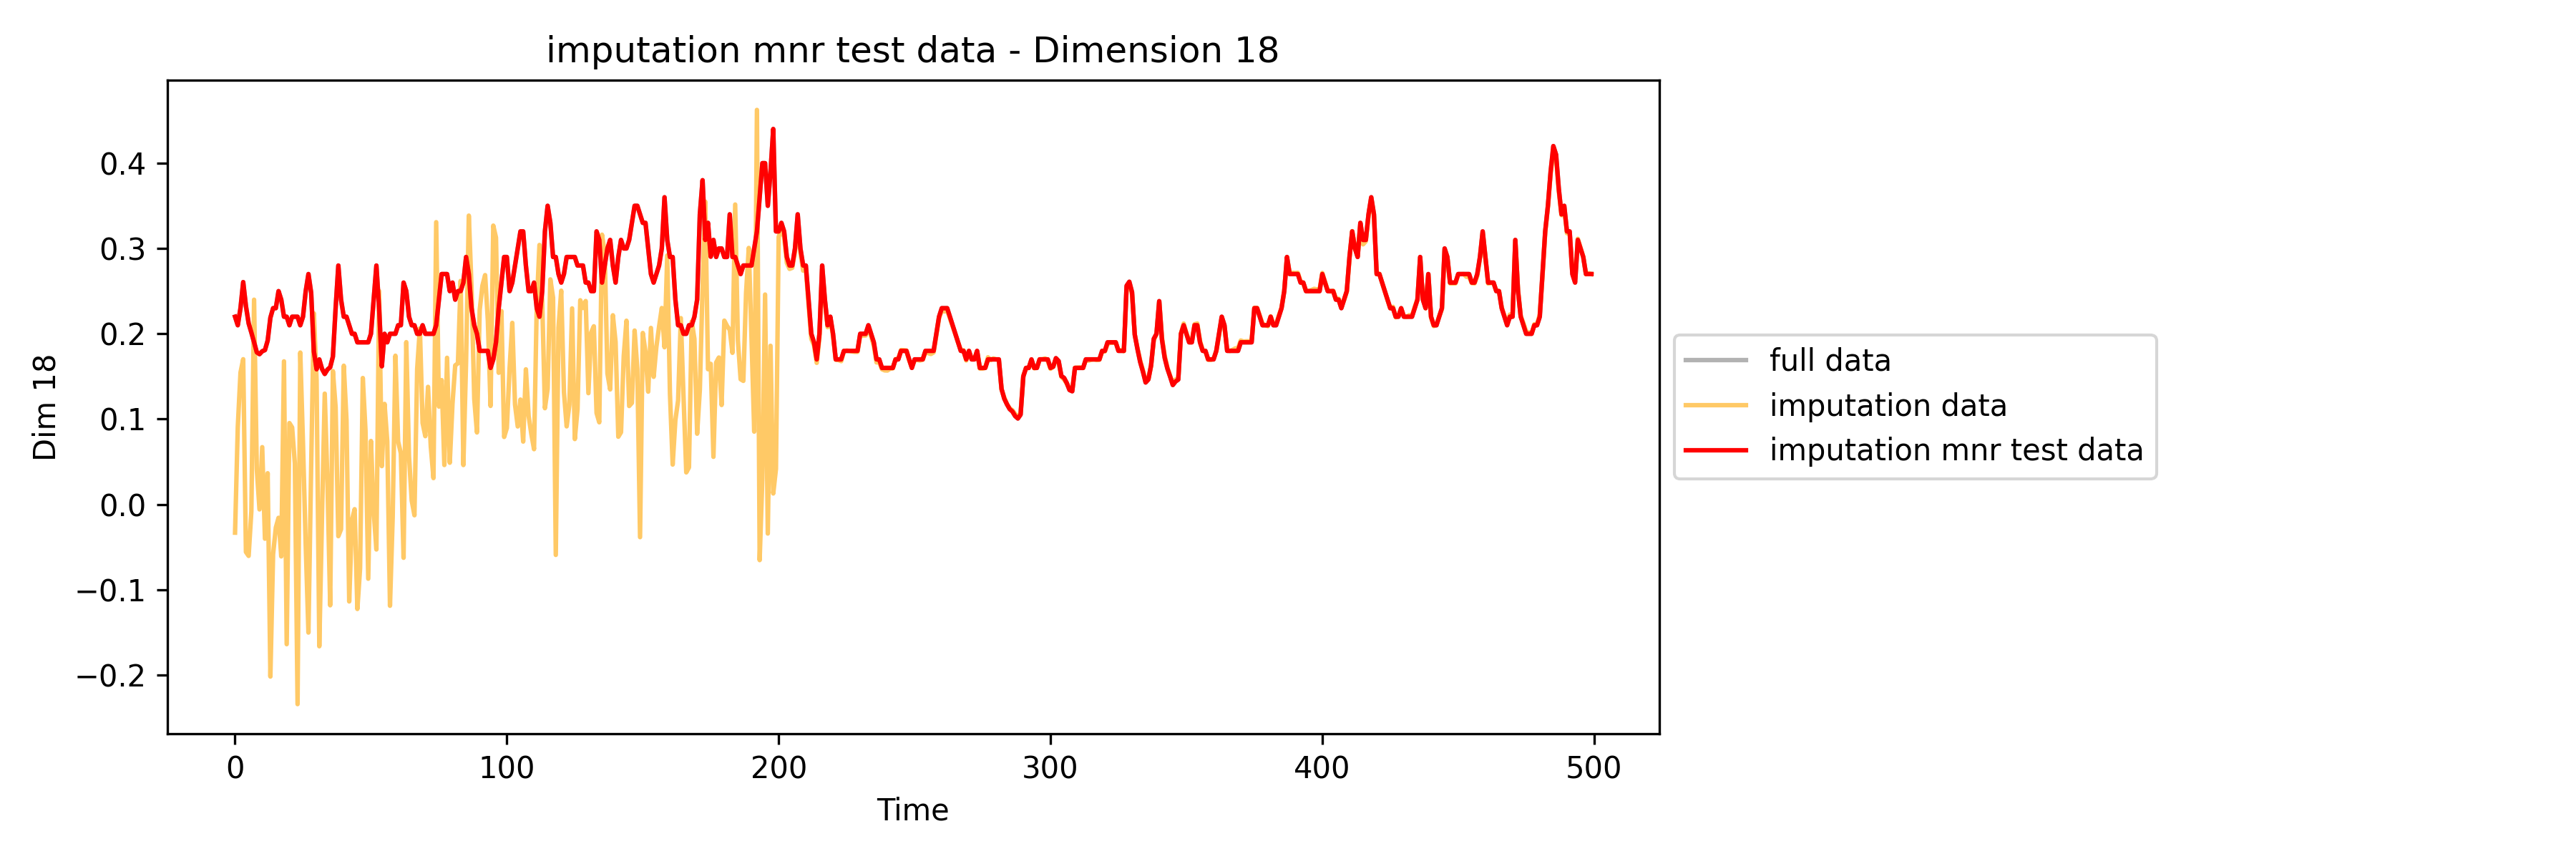 imputation mnr test data - Dimension 18
Dim 18
0.4
0.3
0.2
0.1
0.0
−0.1
−0.2
0 100 200 300 400 500
Time
full data
imputation data
imputation mnr test data